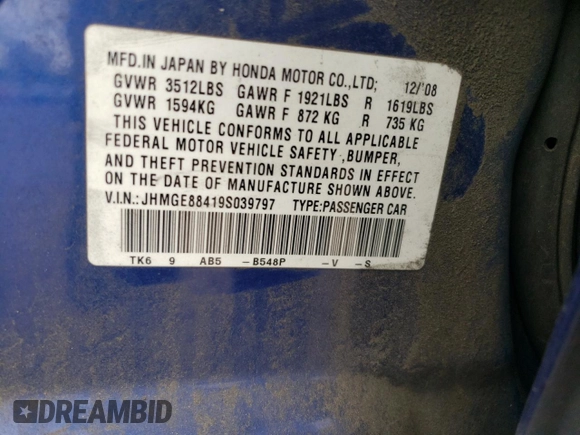 MFD.IN JAPAN BY HONDA MOTOR CO.,LTD; 12/'08
GVWR 3512LBS GAWR F 1921LBS R 1619LBS
GVWR 1594KG GAWR F 872 KG R 735 KG
THIS VEHICLE CONFORMS TO ALL APPLICABLE
FEDERAL MOTOR VEHICLE SAFETY ,BUMPER,
AND THEFT PREVENTION STANDARDS IN EFFECT
ON THE DATE OF MANUFACTURE SHOWN ABOVE.
V.I.N.:JHMGE88419S039797 TYPE:PASSENGER CAR
TK6 9 AB5 -B548P -V -S
DREAMBID